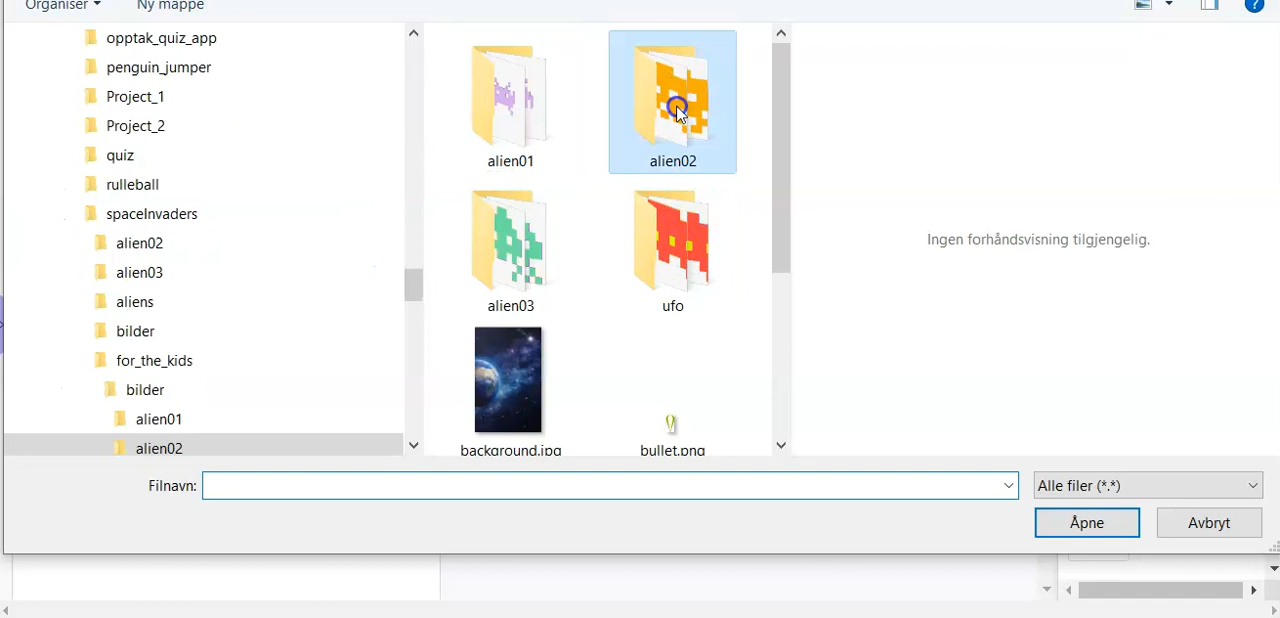 Organiser
Ny mappe
?
opptak_quiz_app
penguin_jumper
Project_1
Project_2
quiz
rulleball
spaceInvaders
alien02
alien03
aliens
bilder
for_the_kids
bilder
alien01
alien02
alien01
alien02
alien03
ufo
background.jpg
bullet.png
Ingen forhåndsvisning tilgjengelig.
Filnavn:
Alle filer (*.*)
Åpne
Avbryt